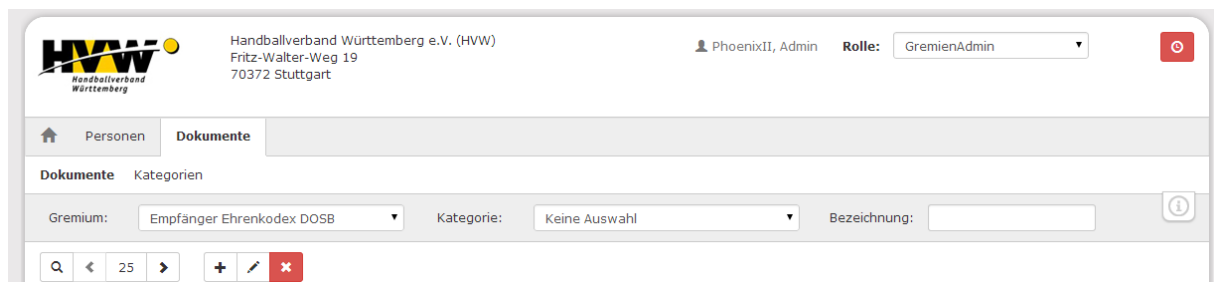 HVW
Handballverband
Württemberg
Handballverband Württemberg e.V. (HVW)
Fritz-Walter-Weg 19
70372 Stuttgart
PhoenixII, Admin Rolle: GremienAdmin
Personen Dokumente
Dokumente Kategorien
Gremium: Empfänger Ehrenkodex DOSB Kategorie: Keine Auswahl Bezeichnung:
25